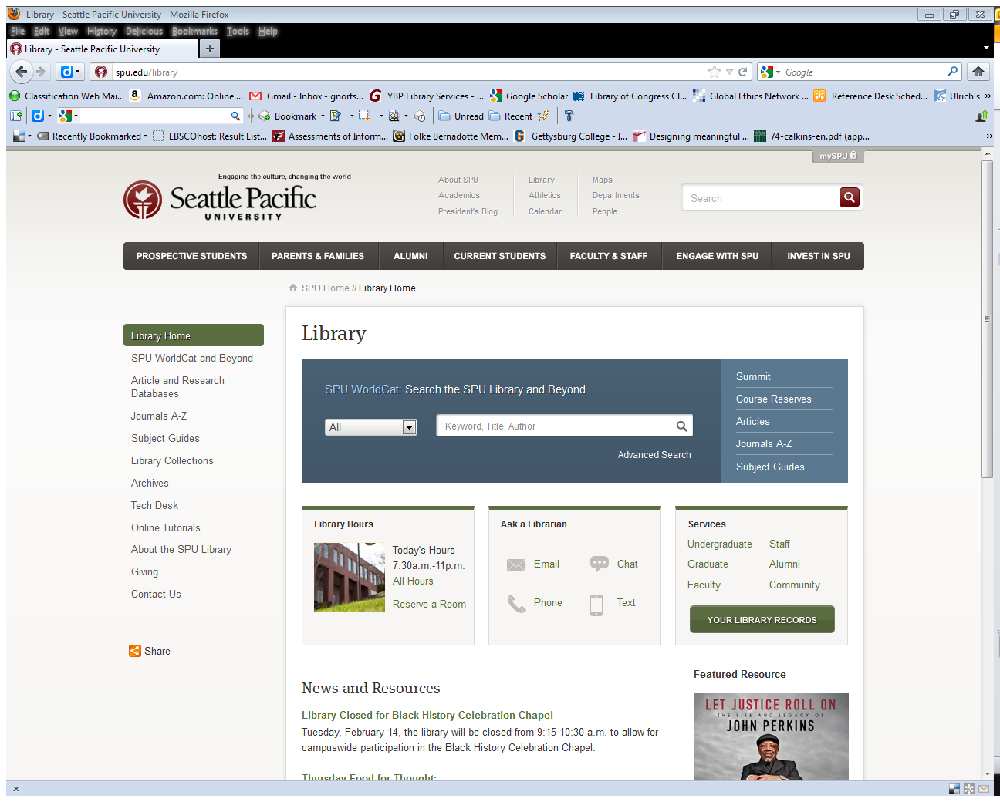 Library - Seattle Pacific University - Mozilla Firefox
File Edit View History Delicious Bookmarks Tools Help
Library - Seattle Pacific University
spu.edu/library
Google
Classification Web Mai... Amazon.com: Online ... Gmail - Inbox - gnorts... YBP Library Services - ... Google Scholar Library of Congress Cl... Global Ethics Network ... Reference Desk Sched... Ulrich's
Bookmark Unread Recent
Recently Bookmarked EBSCOhost: Result List... Assessments of Inform... Folke Bernadotte Mem... Gettysburg College - I... Designing meaningful ... 74-calkins-en.pdf (app...
mySPU
Engaging the culture, changing the world
Seattle Pacific
UNIVERSITY
About SPU
Academics
President's Blog
Library
Athletics
Calendar
Maps
Departments
People
Search
PROSPECTIVE STUDENTS PARENTS & FAMILIES ALUMNI CURRENT STUDENTS FACULTY & STAFF ENGAGE WITH SPU INVEST IN SPU
SPU Home // Library Home
Library Home
SPU WorldCat and Beyond
Article and Research
Databases
Journals A-Z
Subject Guides
Library Collections
Archives
Tech Desk
Online Tutorials
About the SPU Library
Giving
Contact Us
Share
Library
SPU WorldCat: Search the SPU Library and Beyond
All
Keyword, Title, Author
Advanced Search
Summit
Course Reserves
Articles
Journals A-Z
Subject Guides
Library Hours
Today's Hours
7:30a.m.-11p.m.
All Hours
Reserve a Room
Ask a Librarian
Email Chat
Phone Text
Services
Undergraduate Staff
Graduate Alumni
Faculty Community
YOUR LIBRARY RECORDS
News and Resources
Library Closed for Black History Celebration Chapel
Tuesday, February 14, the library will be closed from 9:15-10:30 a.m. to allow for
campuswide participation in the Black History Celebration Chapel.
Thursday Food for Thought:
Featured Resource
LET JUSTICE ROLL ON
THE LIFE AND LEGACY OF
JOHN PERKINS